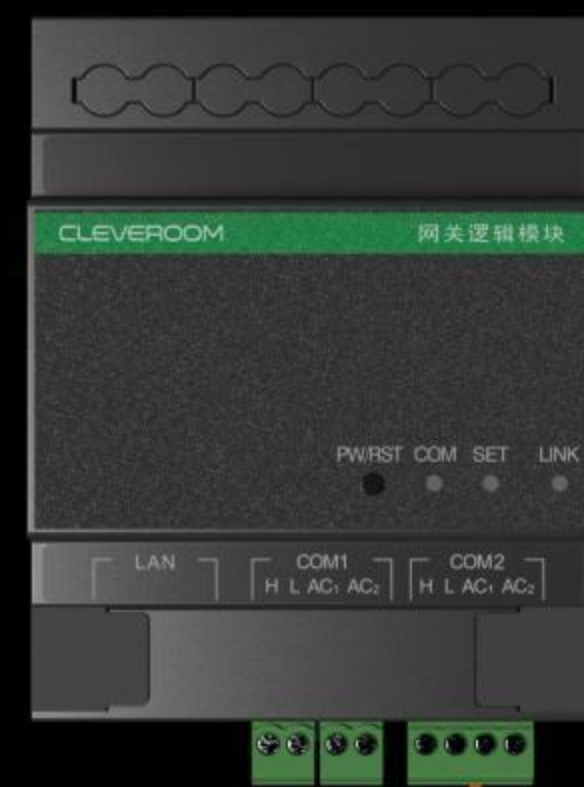 CLEVEROOM 网关逻辑模块
PW/RST COM SET LINK
LAN COM1 COM2
H L AC₁ AC₂ H L AC₁ AC₂